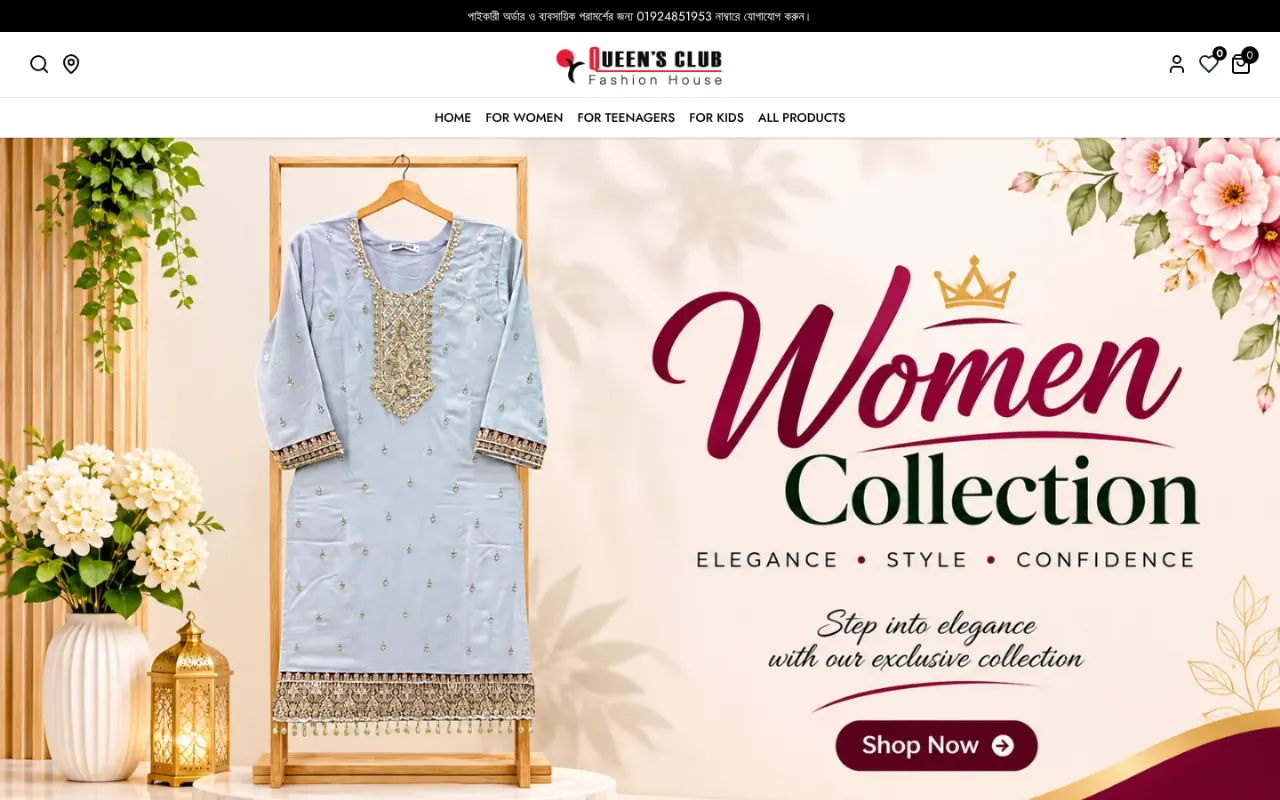 পাইকারী অর্ডার ও ব্যবসায়িক পরামর্শের জন্য 01924851953 নাম্বারে যোগাযোগ করুন।
QUEEN'S CLUB
Fashion House
0
0
HOME FOR WOMEN FOR TEENAGERS FOR KIDS ALL PRODUCTS
Women
Collection
ELEGANCE • STYLE • CONFIDENCE
Step into elegance
with our exclusive collection
Shop Now